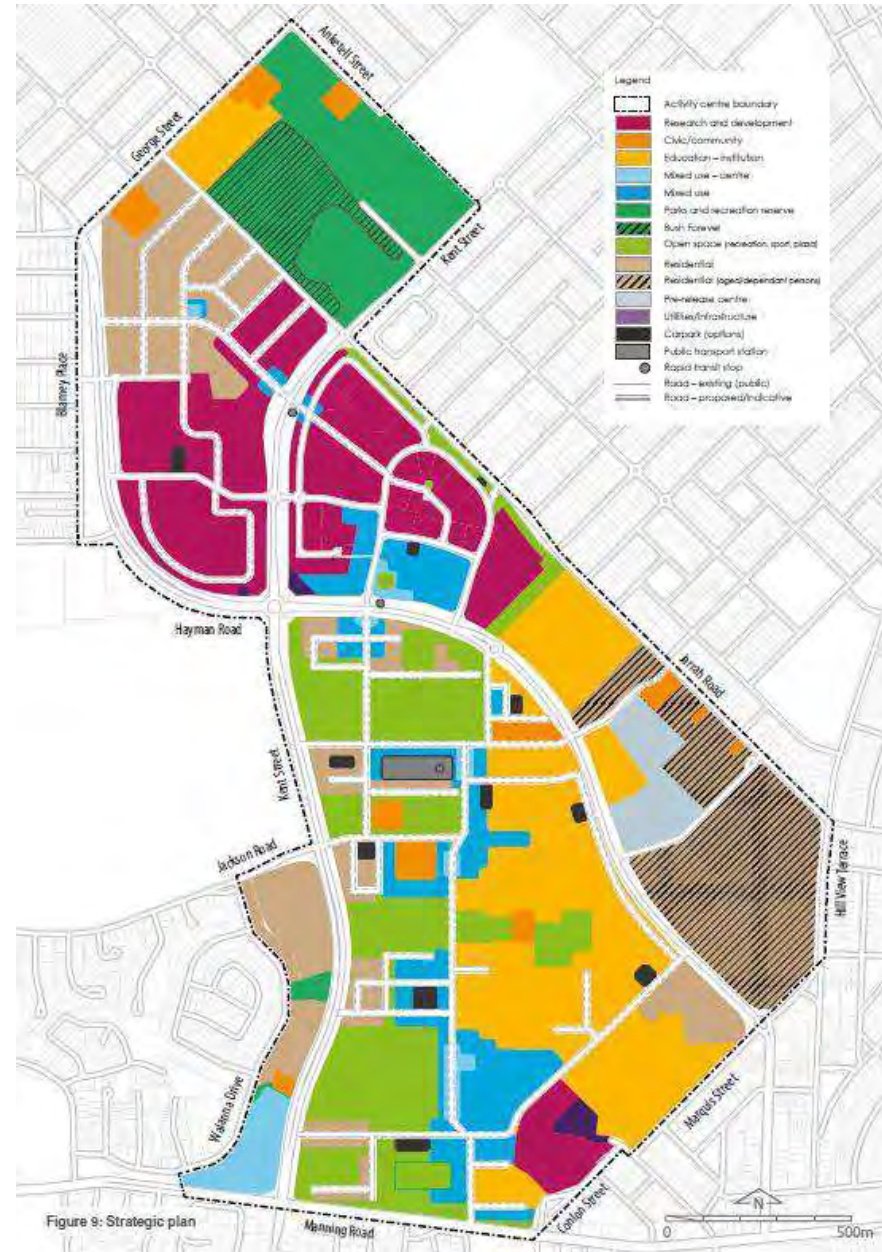 Anketell Street
George Street
Kent Street
Blamey Place
Hayman Road
Kent Street
Jarrah Road
Jackson Road
Hill View Terrace
Walanna Drive
Marquis Street
Conlon Street
Manning Road
Legend
Activity centre boundary
Research and development
Civic/community
Education – institution
Mixed use – centre
Mixed use
Parks and recreation reserve
Bush Forever
Open space (recreation, sport, plaza)
Residential
Residential (aged/dependant persons)
Pre-release centre
Utilities/Infrastructure
Carpark (options)
Public transport station
Rapid transit stop
Road – existing (public)
Road – proposed/indicative
Figure 9: Strategic plan
N
0 500m